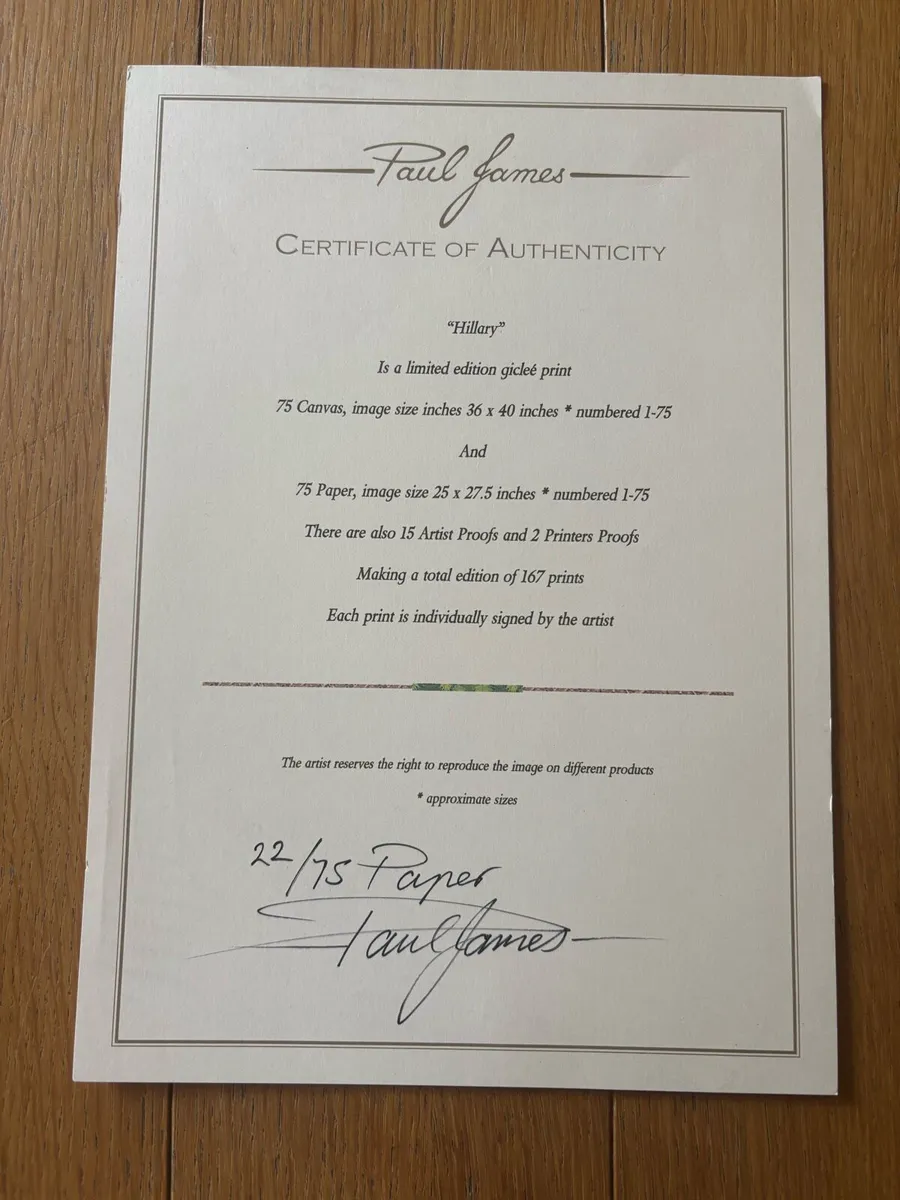 Paul James
CERTIFICATE OF AUTHENTICITY
“Hillary”
Is a limited edition gicleé print
75 Canvas, image size inches 36 x 40 inches * numbered 1-75
And
75 Paper, image size 25 x 27.5 inches * numbered 1-75
There are also 15 Artist Proofs and 2 Printers Proofs
Making a total edition of 167 prints
Each print is individually signed by the artist
The artist reserves the right to reproduce the image on different products
* approximate sizes
22/75 Paper
Paul James